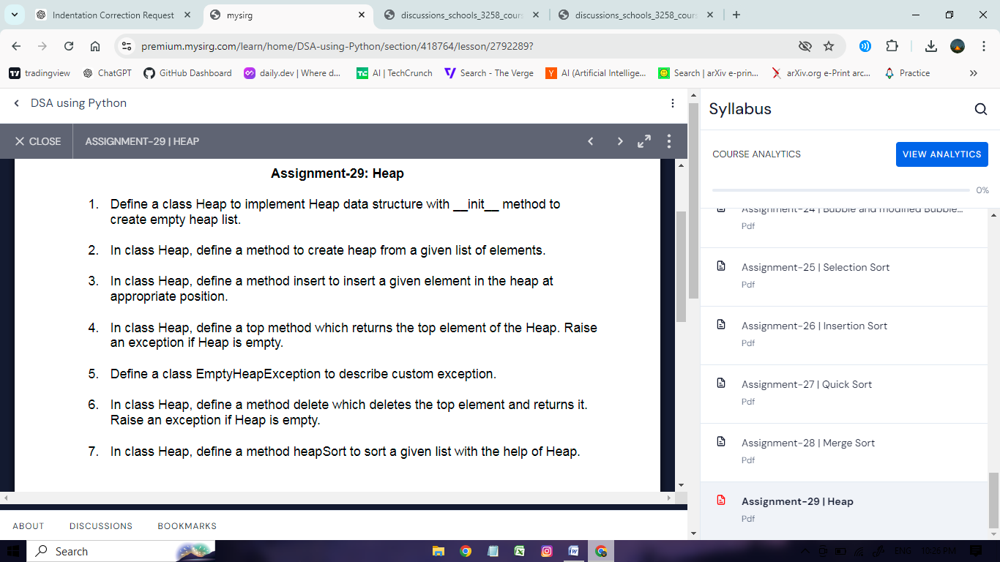 Indentation Correction Request
mysirg
discussions_schools_3258_cours
discussions_schools_3258_cours
premium.mysirg.com/learn/home/DSA-using-Python/section/418764/lesson/2792289?
tradingview
ChatGPT
GitHub Dashboard
daily.dev | Where d...
AI | TechCrunch
Search - The Verge
AI (Artificial Intellige...
Search | arXiv e-prin...
arXiv.org e-Print arc...
Practice
DSA using Python
CLOSE
ASSIGNMENT-29 | HEAP
Assignment-29: Heap
1. Define a class Heap to implement Heap data structure with __init__ method to
create empty heap list.
2. In class Heap, define a method to create heap from a given list of elements.
3. In class Heap, define a method insert to insert a given element in the heap at
appropriate position.
4. In class Heap, define a top method which returns the top element of the Heap. Raise
an exception if Heap is empty.
5. Define a class EmptyHeapException to describe custom exception.
6. In class Heap, define a method delete which deletes the top element and returns it.
Raise an exception if Heap is empty.
7. In class Heap, define a method heapSort to sort a given list with the help of Heap.
ABOUT
DISCUSSIONS
BOOKMARKS
Syllabus
COURSE ANALYTICS
VIEW ANALYTICS
0%
Assignment-24 | Bubble and modified Bubble...
Pdf
Assignment-25 | Selection Sort
Pdf
Assignment-26 | Insertion Sort
Pdf
Assignment-27 | Quick Sort
Pdf
Assignment-28 | Merge Sort
Pdf
Assignment-29 | Heap
Pdf
Search
ENG
10:26 PM